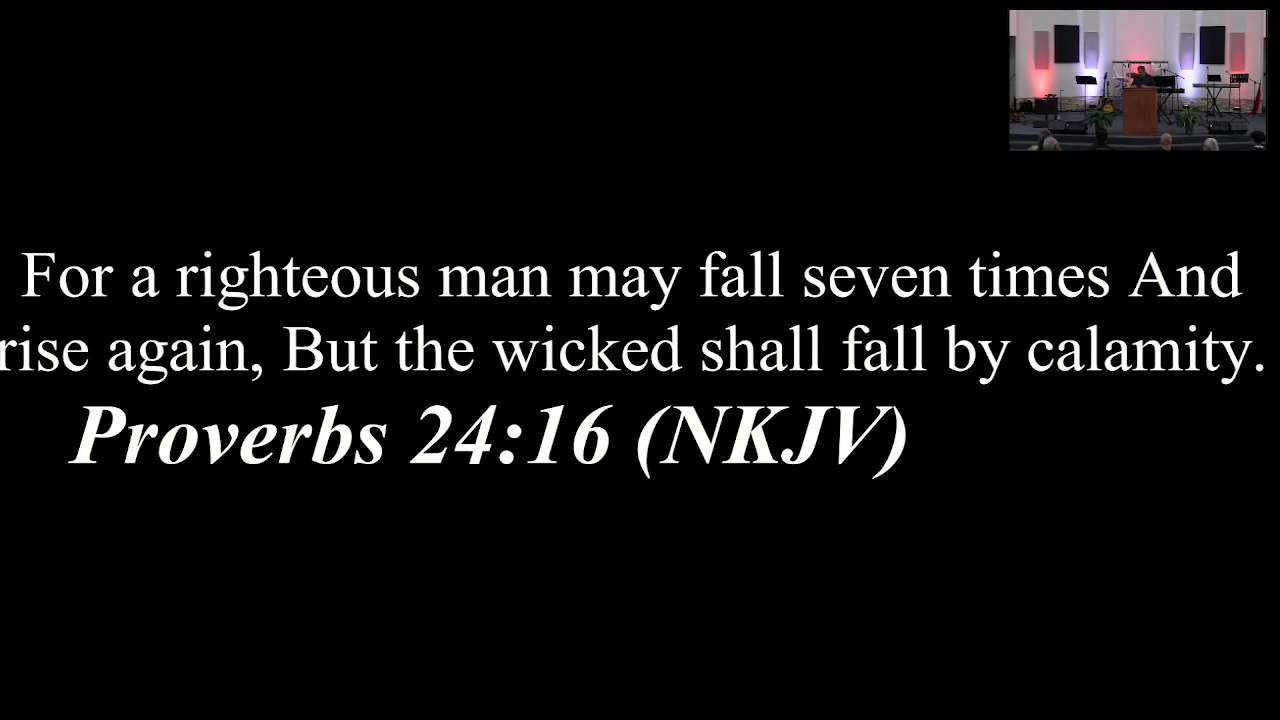 For a righteous man may fall seven times And
rise again, But the wicked shall fall by calamity.
Proverbs 24:16 (NKJV)